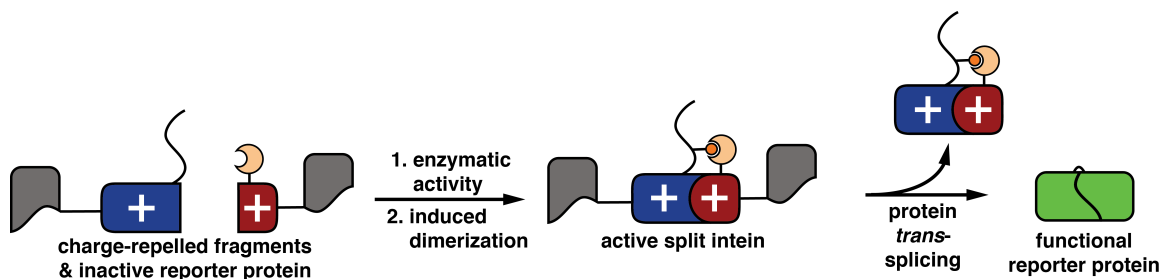 +
+
charge-repelled fragments
& inactive reporter protein
1. enzymatic
activity
2. induced
dimerization
+
+
active split intein
+
+
protein
trans-
splicing
functional
reporter protein